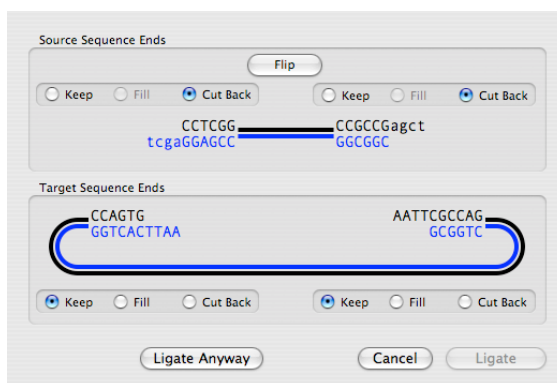 Source Sequence Ends
Flip
Keep Fill Cut Back Keep Fill Cut Back
CCTCGG CCGCCGagct
tcgaGGAGCC GGCGGC
Target Sequence Ends
CCAGTG AATTCGCCAG
GGTCACTTAA GCGGTC
Keep Fill Cut Back Keep Fill Cut Back
Ligate Anyway Cancel Ligate